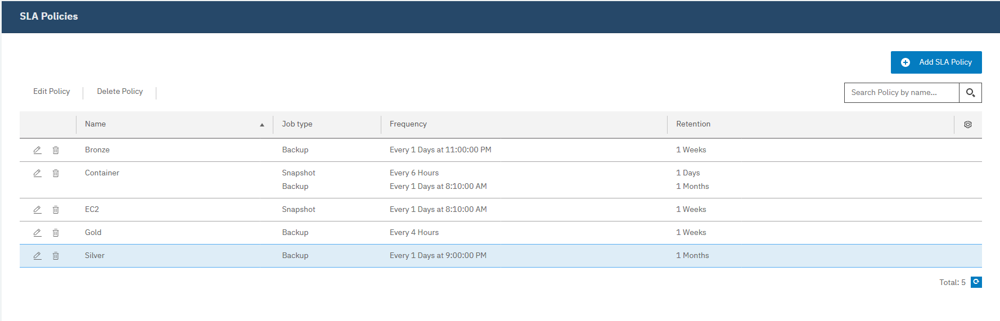 SLA Policies
Add SLA Policy
Edit Policy Delete Policy Search Policy by name...
Name Job type Frequency Retention
Bronze Backup Every 1 Days at 11:00:00 PM 1 Weeks
Container Snapshot Every 6 Hours 1 Days
Backup Every 1 Days at 8:10:00 AM 1 Months
EC2 Snapshot Every 1 Days at 8:10:00 AM 1 Weeks
Gold Backup Every 4 Hours 1 Weeks
Silver Backup Every 1 Days at 9:00:00 PM 1 Months
Total: 5